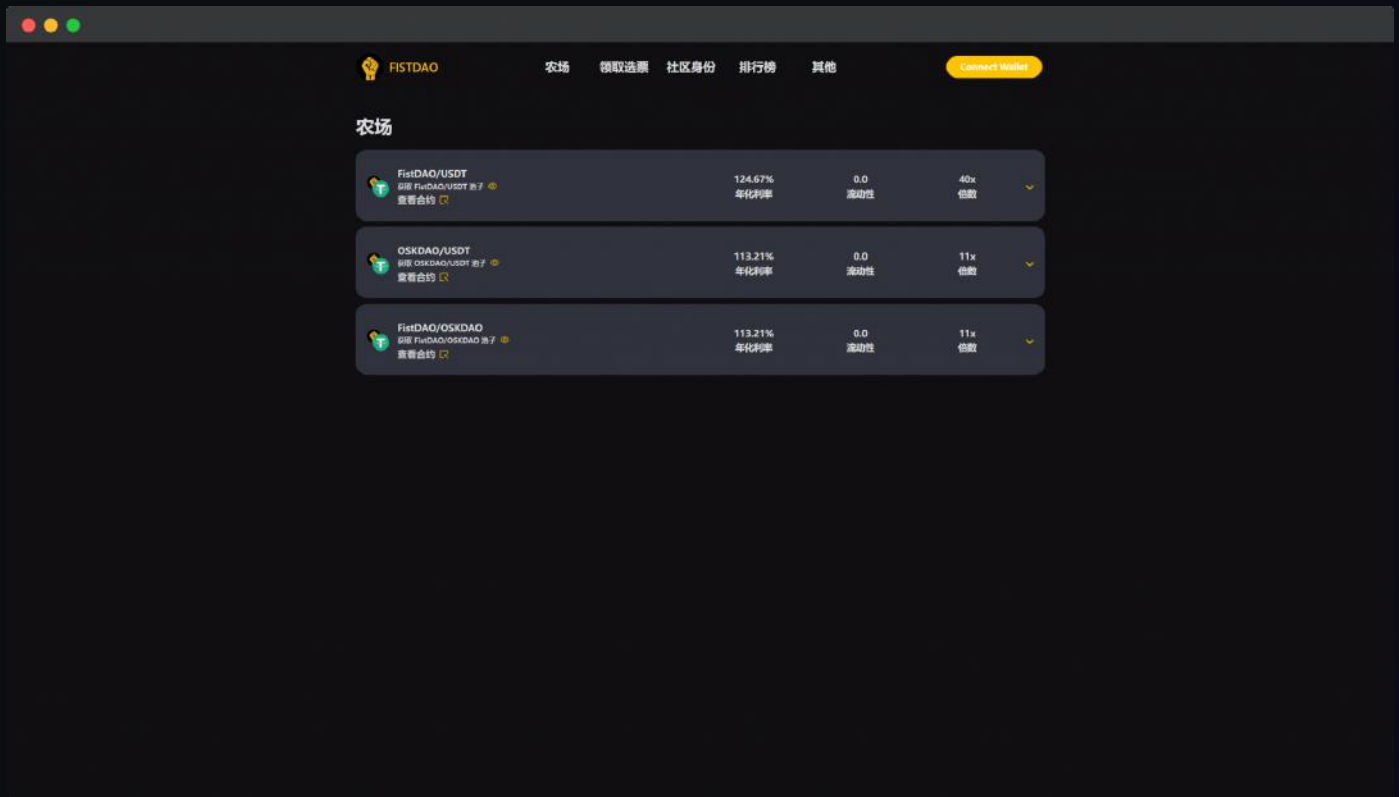 FISTDAO 农场 领取选票 社区身份 排行榜 其他 Connect Wallet
农场
FistDAO/USDT
获取 FistDAO/USDT 池子
查看合约
124.67% 0.0 40x
年化利率 流动性 倍数
OSKDAO/USDT
获取 OSKDAO/USDT 池子
查看合约
113.21% 0.0 11x
年化利率 流动性 倍数
FistDAO/OSKDAO
获取 FistDAO/OSKDAO 池子
查看合约
113.21% 0.0 11x
年化利率 流动性 倍数